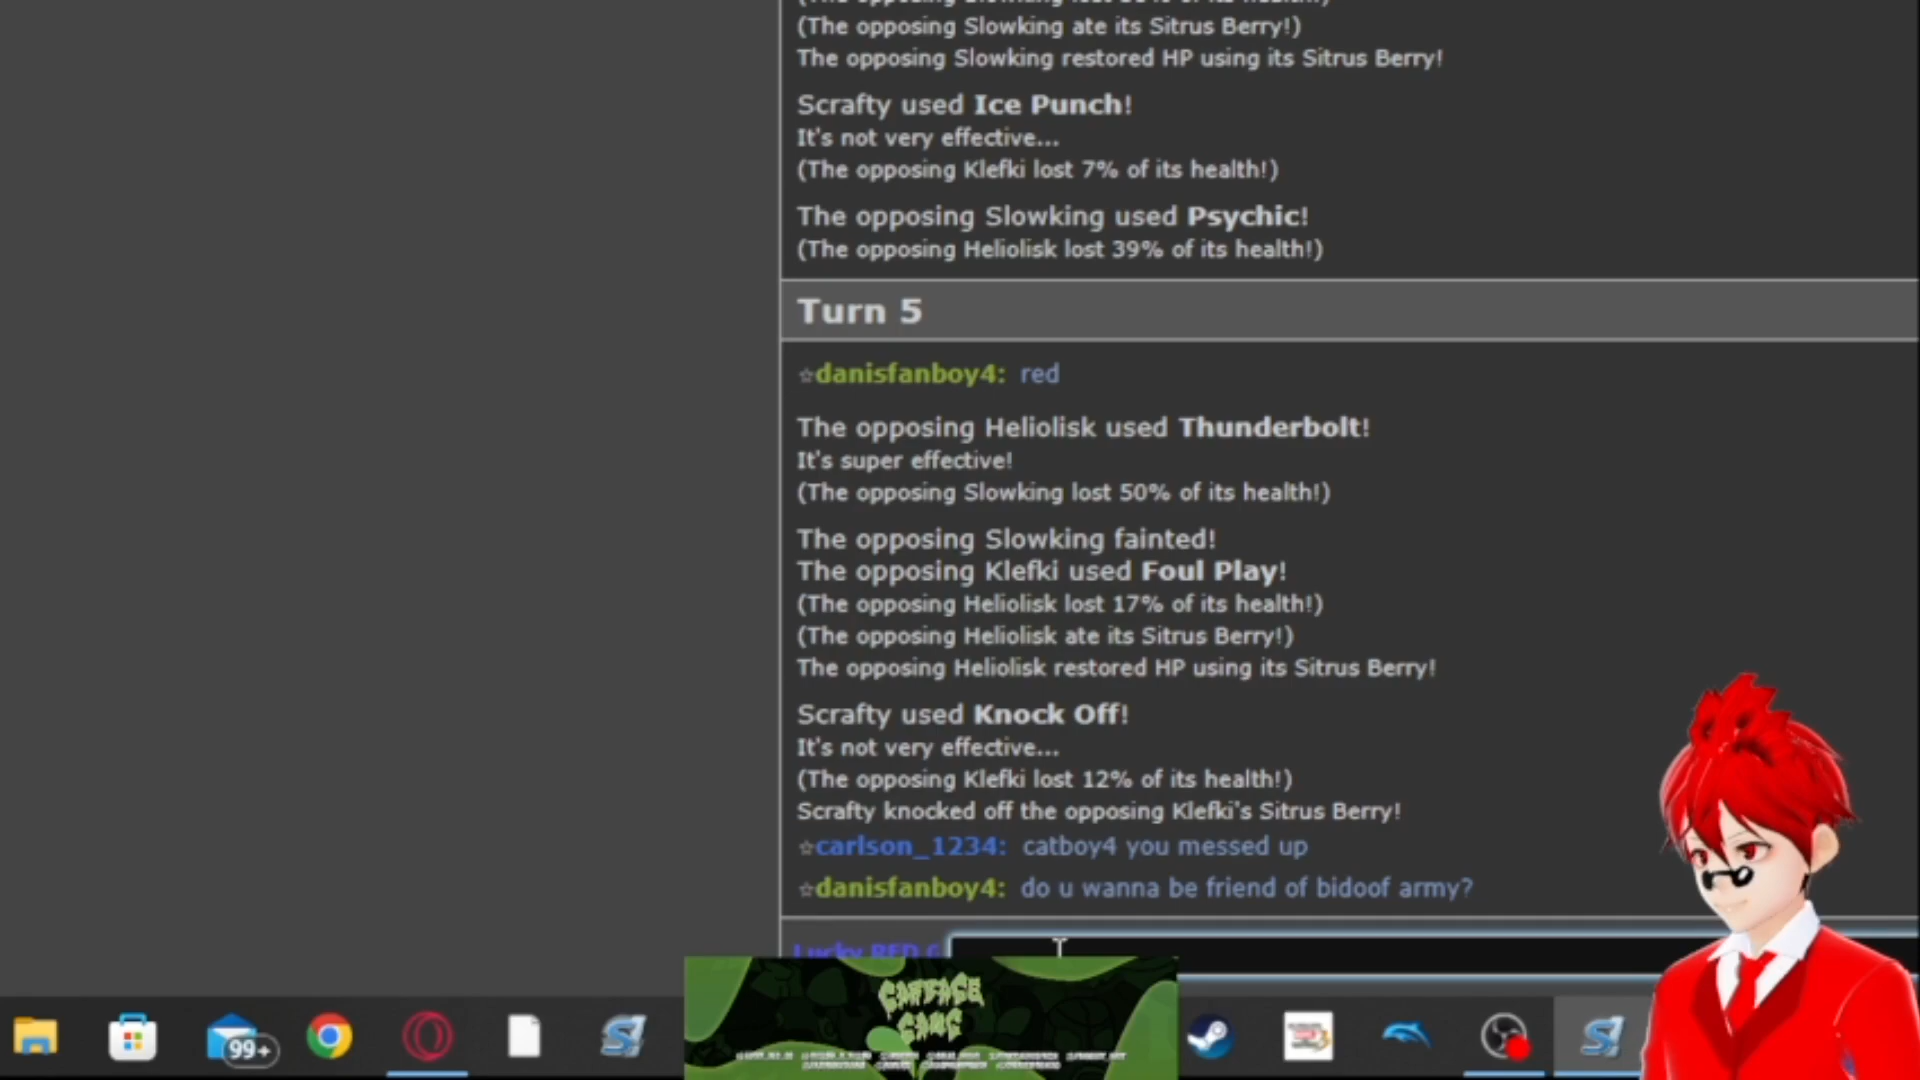 (The opposing Slowking ate its Sitrus Berry!)
The opposing Slowking restored HP using its Sitrus Berry!
Scrafty used Ice Punch!
It's not very effective...
(The opposing Klefki lost 7% of its health!)
The opposing Slowking used Psychic!
(The opposing Heliolisk lost 39% of its health!)
Turn 5
☆danisfanboy4: red
The opposing Heliolisk used Thunderbolt!
It's super effective!
(The opposing Slowking lost 50% of its health!)
The opposing Slowking fainted!
The opposing Klefki used Foul Play!
(The opposing Heliolisk lost 17% of its health!)
(The opposing Heliolisk ate its Sitrus Berry!)
The opposing Heliolisk restored HP using its Sitrus Berry!
Scrafty used Knock Off!
It's not very effective...
(The opposing Klefki lost 12% of its health!)
Scrafty knocked off the opposing Klefki's Sitrus Berry!
☆carlson_1234: catboy4 you messed up
☆danisfanboy4: do u wanna be friend of bidoof army?
Lucky RED
99+